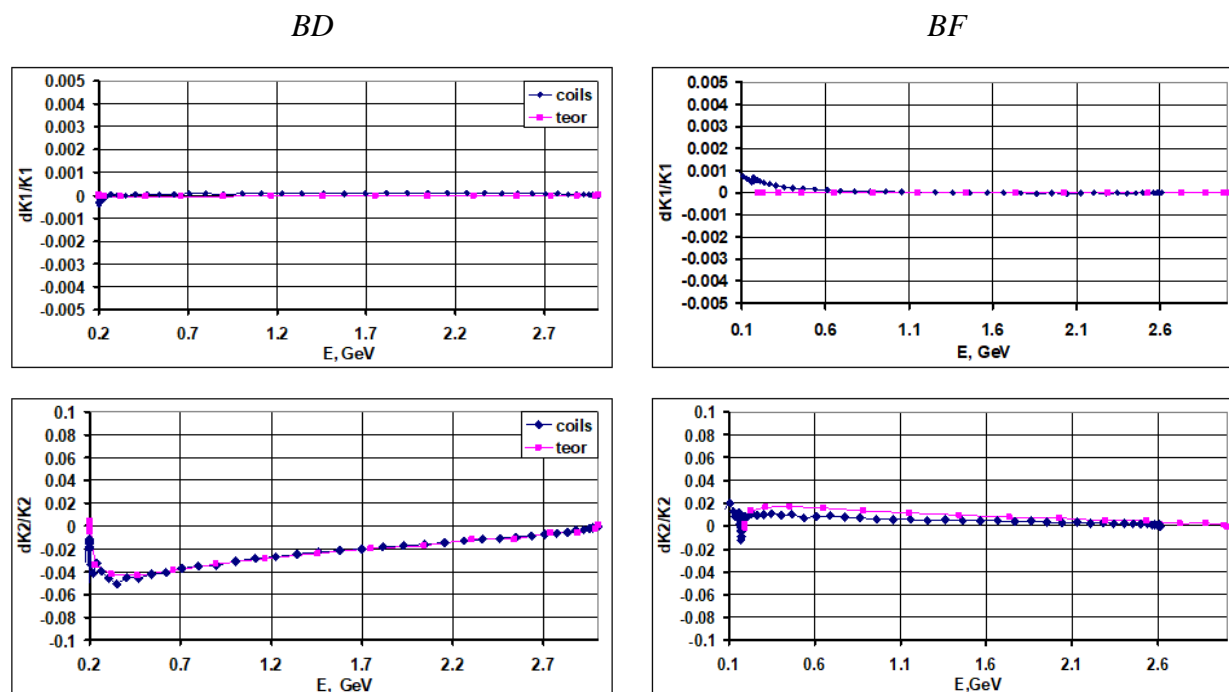 BD
BF
dK1/K1
0.005
0.004
0.003
0.002
0.001
0
-0.001
-0.002
-0.003
-0.004
-0.005
coils
teor
0.2 0.7 1.2 1.7 2.2 2.7
E, GeV
dK1/K1
0.005
0.004
0.003
0.002
0.001
0
-0.001
-0.002
-0.003
-0.004
-0.005
0.1 0.6 1.1 1.6 2.1 2.6
E, GeV
dK2/K2
0.1
0.08
0.06
0.04
0.02
0
-0.02
-0.04
-0.06
-0.08
-0.1
coils
teor
0.2 0.7 1.2 1.7 2.2 2.7
E, GeV
dK2/K2
0.1
0.08
0.06
0.04
0.02
0
-0.02
-0.04
-0.06
-0.08
-0.1
0.1 0.6 1.1 1.6 2.1 2.6
E,GeV